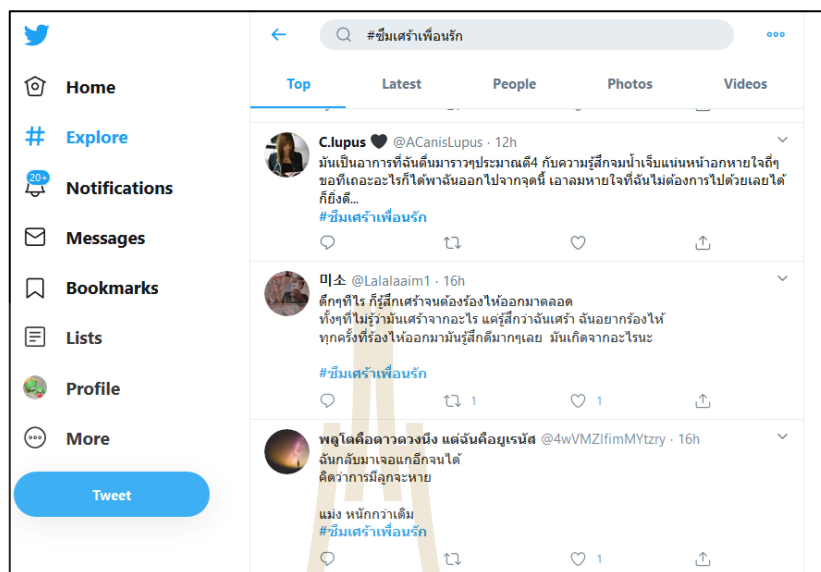 #ซึมเศร้าเพื่อนรัก
Home
Explore
20+
Notifications
Messages
Bookmarks
Lists
Profile
More
Tweet
Top Latest People Photos Videos
C.lupus 🖤 @ACanisLupus · 12h
มันเป็นอาการที่ฉันตื่นมาราวๆประมาณตี4 กับความรู้สึกจมน้ำเจ็บแน่นหน้าอกหายใจถี่ๆ
ขอทีเถอะอะไรก็ได้พาฉันออกไปจากจุดนี้ เอาลมหายใจที่ฉันไม่ต้องการไปด้วยเลยได้
ก็ยิ่งดี...
#ซึมเศร้าเพื่อนรัก
미소 @Lalalaaim1 · 16h
ดึกๆทีไร ก็รู้สึกเศร้าจนต้องร้องไห้ออกมาตลอด
ทั้งๆที่ไม่รู้ว่ามันเศร้าจากอะไร แค่รู้สึกว่าฉันเศร้า ฉันอยากร้องไห้
ทุกครั้งที่ร้องไห้ออกมามันรู้สึกดีมากๆเลย มันเกิดจากอะไรนะ
#ซึมเศร้าเพื่อนรัก
1 1
พลูโตคือดาวดวงนึง แต่ฉันคือยูเรนัส @4wVMZlfimMYtzry · 16h
ฉันกลับมาเจอแกอีกจนได้
คิดว่าการมีลูกจะหาย
แม่ง หนักกว่าเดิม
#ซึมเศร้าเพื่อนรัก
1